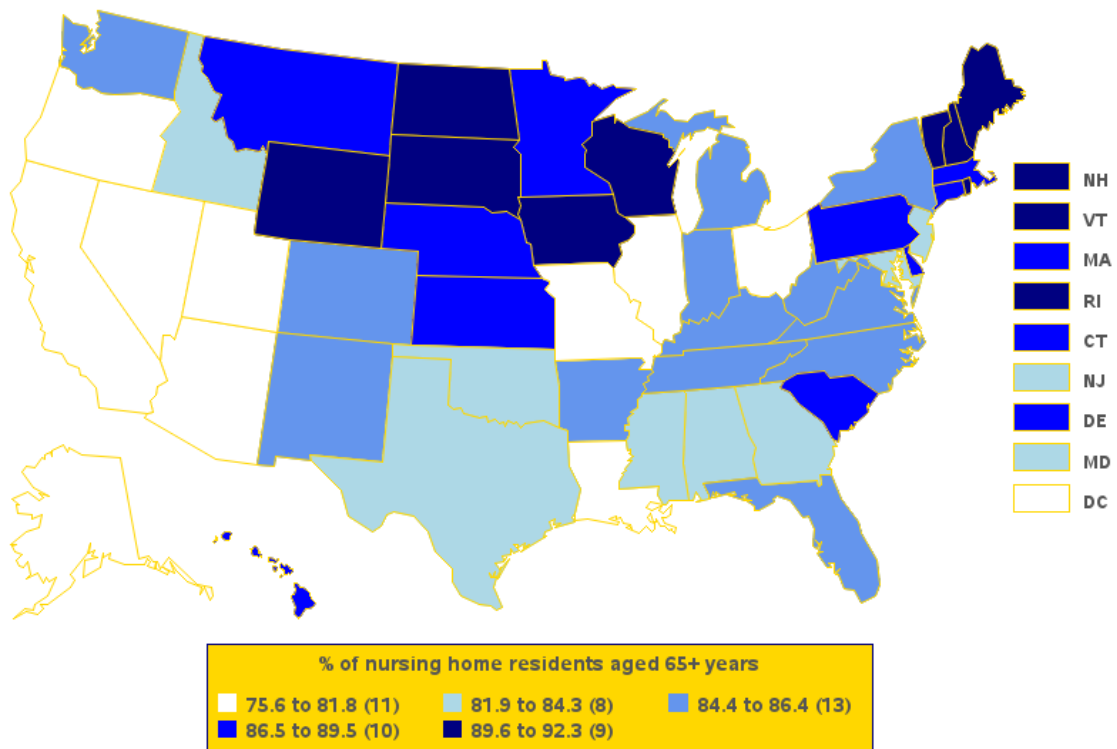 NH
VT
MA
RI
CT
NJ
DE
MD
DC
% of nursing home residents aged 65+ years
75.6 to 81.8 (11) 81.9 to 84.3 (8) 84.4 to 86.4 (13)
86.5 to 89.5 (10) 89.6 to 92.3 (9)